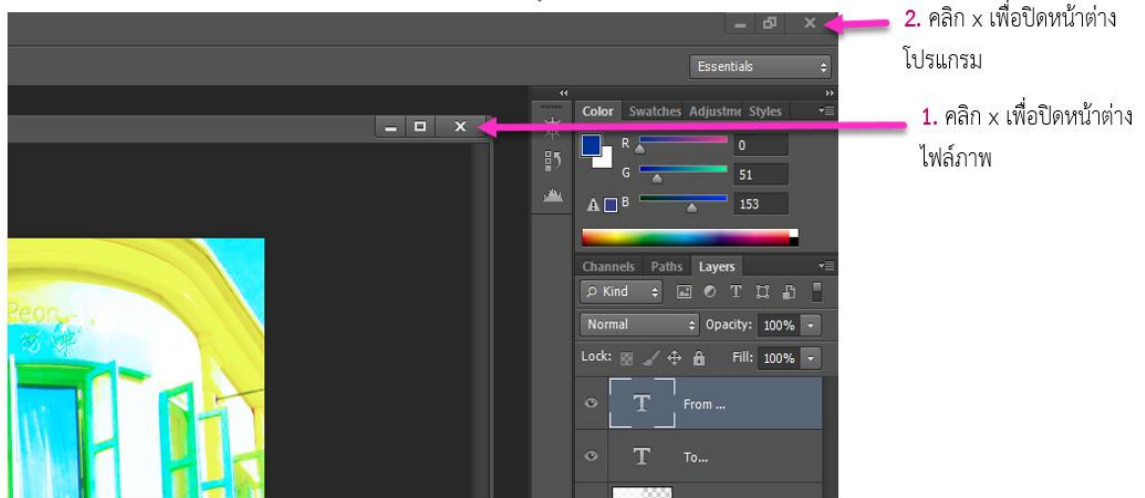 2. คลิก x เพื่อปิดหน้าต่าง
โปรแกรม
Essentials
Color Swatches Adjustme Styles
1. คลิก x เพื่อปิดหน้าต่าง
ไฟล์ภาพ
R 0
G 51
B 153
Channels Paths Layers
Kind
Normal Opacity: 100%
Lock: Fill: 100%
T From ...
T To...
Peon